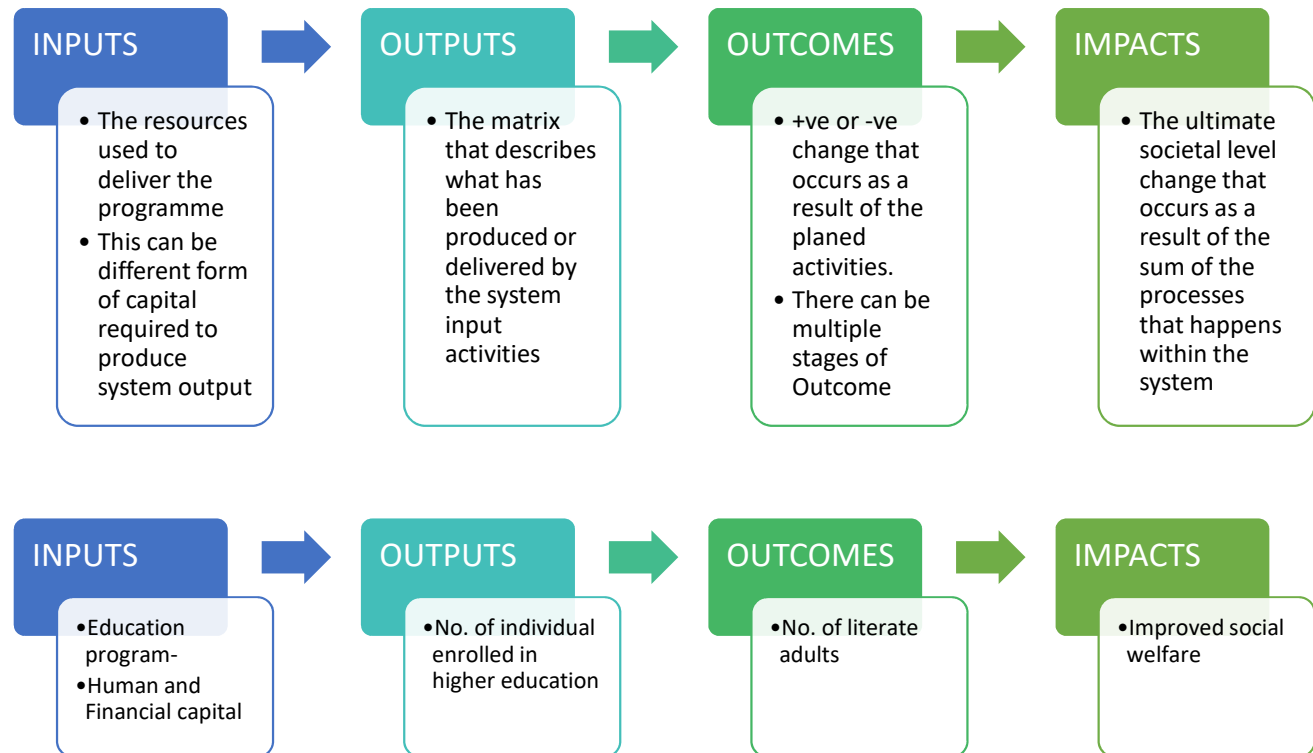 INPUTS
• The resources
used to
deliver the
programme
• This can be
different form
of capital
required to
produce
system output
OUTPUTS
• The matrix
that describes
what has
been
produced or
delivered by
the system
input
activities
OUTCOMES
• +ve or -ve
change that
occurs as a
result of the
planed
activities.
• There can be
multiple
stages of
Outcome
IMPACTS
• The ultimate
societal level
change that
occurs as a
result of the
sum of the
processes
that happens
within the
system
INPUTS
•Education
program-
•Human and
Financial capital
OUTPUTS
•No. of individual
enrolled in
higher education
OUTCOMES
•No. of literate
adults
IMPACTS
•Improved social
welfare